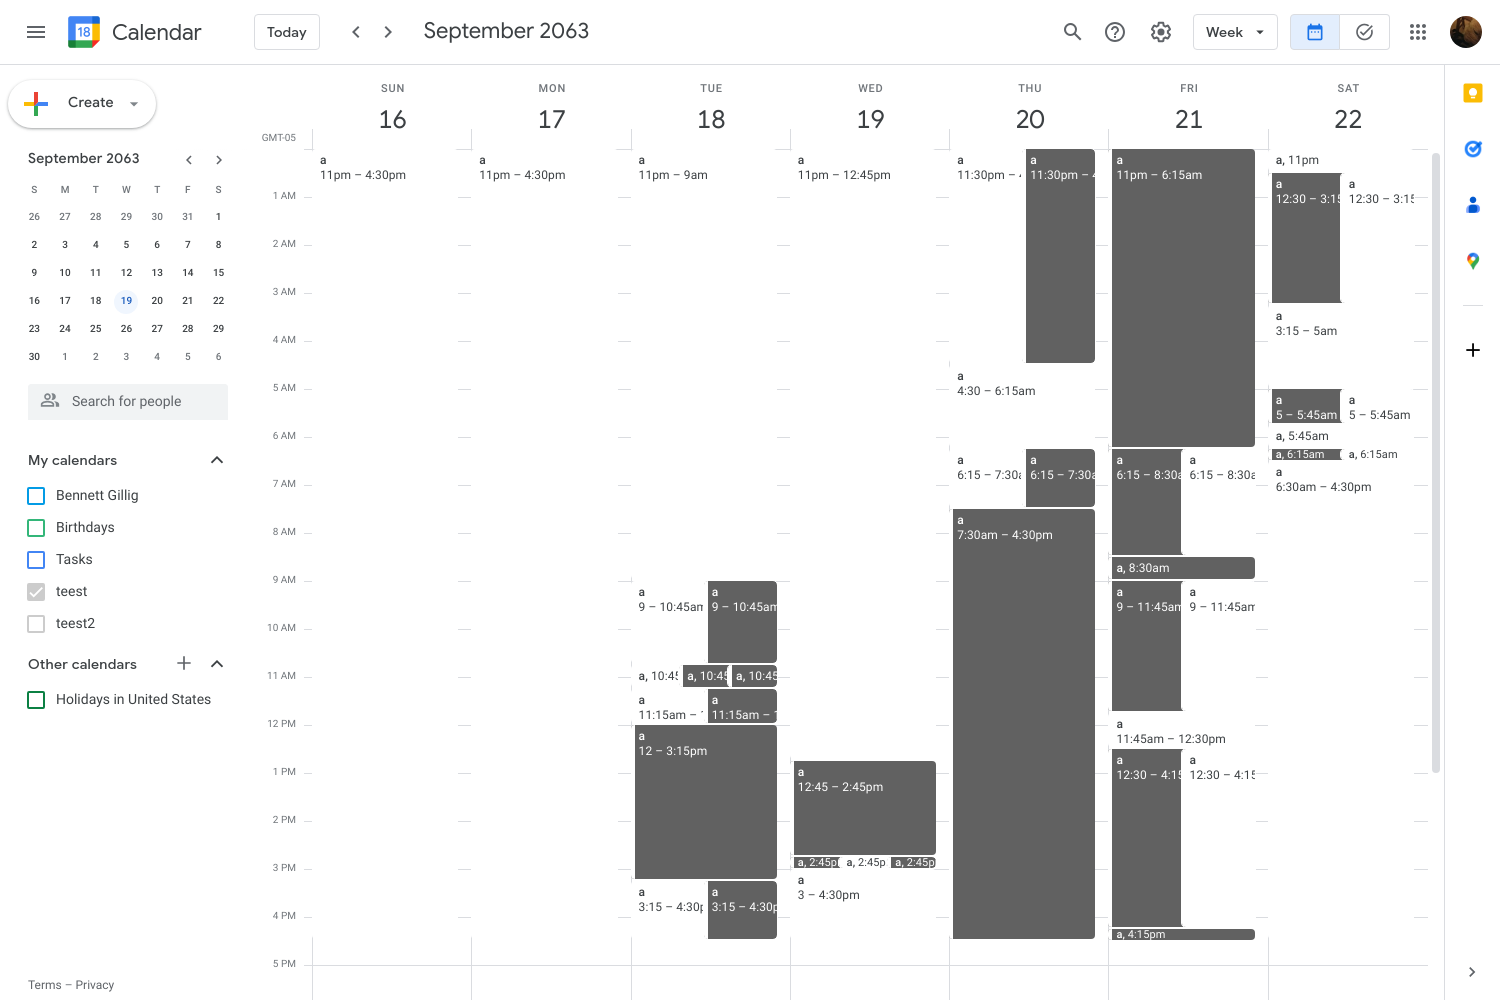 18 Calendar Today September 2063 Week
Create
September 2063
S M T W T F S
26 27 28 29 30 31 1
2 3 4 5 6 7 8
9 10 11 12 13 14 15
16 17 18 19 20 21 22
23 24 25 26 27 28 29
30 1 2 3 4 5 6
Search for people
My calendars
Bennett Gillig
Birthdays
Tasks
teest
teest2
Other calendars
Holidays in United States
Terms – Privacy
SUN MON TUE WED THU FRI SAT
16 17 18 19 20 21 22
GMT-05
1 AM
2 AM
3 AM
4 AM
5 AM
6 AM
7 AM
8 AM
9 AM
10 AM
11 AM
12 PM
1 PM
2 PM
3 PM
4 PM
5 PM
a
11pm – 4:30pm
a
11pm – 4:30pm
a
11pm – 9am
a
9 – 10:45am
a
9 – 10:45am
a, 10:45
a, 10:45
a, 10:45
a
11:15am –
a
11:15am – 1
a
12 – 3:15pm
a
3:15 – 4:30p
a
3:15 – 4:30p
a
11pm – 12:45pm
a
12:45 – 2:45pm
a, 2:45p
a, 2:45p
a, 2:45p
a
3 – 4:30pm
a
11:30pm – 4
a
11:30pm – 4
a
4:30 – 6:15am
a
6:15 – 7:30a
a
6:15 – 7:30a
a
7:30am – 4:30pm
a
11pm – 6:15am
a
6:15 – 8:30a
a
6:15 – 8:30a
a, 8:30am
a
9 – 11:45am
a
9 – 11:45am
a
11:45am – 12:30pm
a
12:30 – 4:15
a
12:30 – 4:15
a, 4:15pm
a, 11pm
a
12:30 – 3:15
a
12:30 – 3:15
a
3:15 – 5am
a
5 – 5:45am
a
5 – 5:45am
a, 5:45am
a, 6:15am
a, 6:15am
a
6:30am – 4:30pm